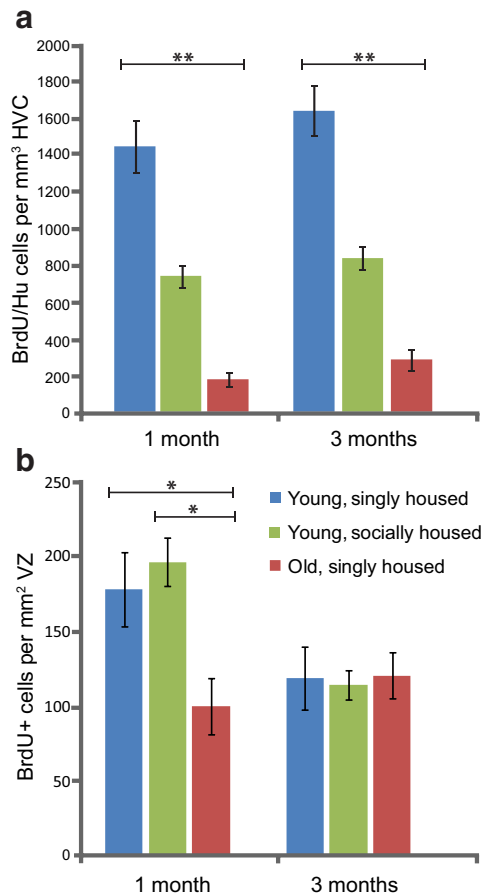 a
2000
1800
1600
1400
1200
1000
800
600
400
200
0
BrdU/Hu cells per mm³ HVC
**
**
1 month
3 months
b
250
200
150
100
50
0
BrdU+ cells per mm² VZ
*
*
Young, singly housed
Young, socially housed
Old, singly housed
1 month
3 months